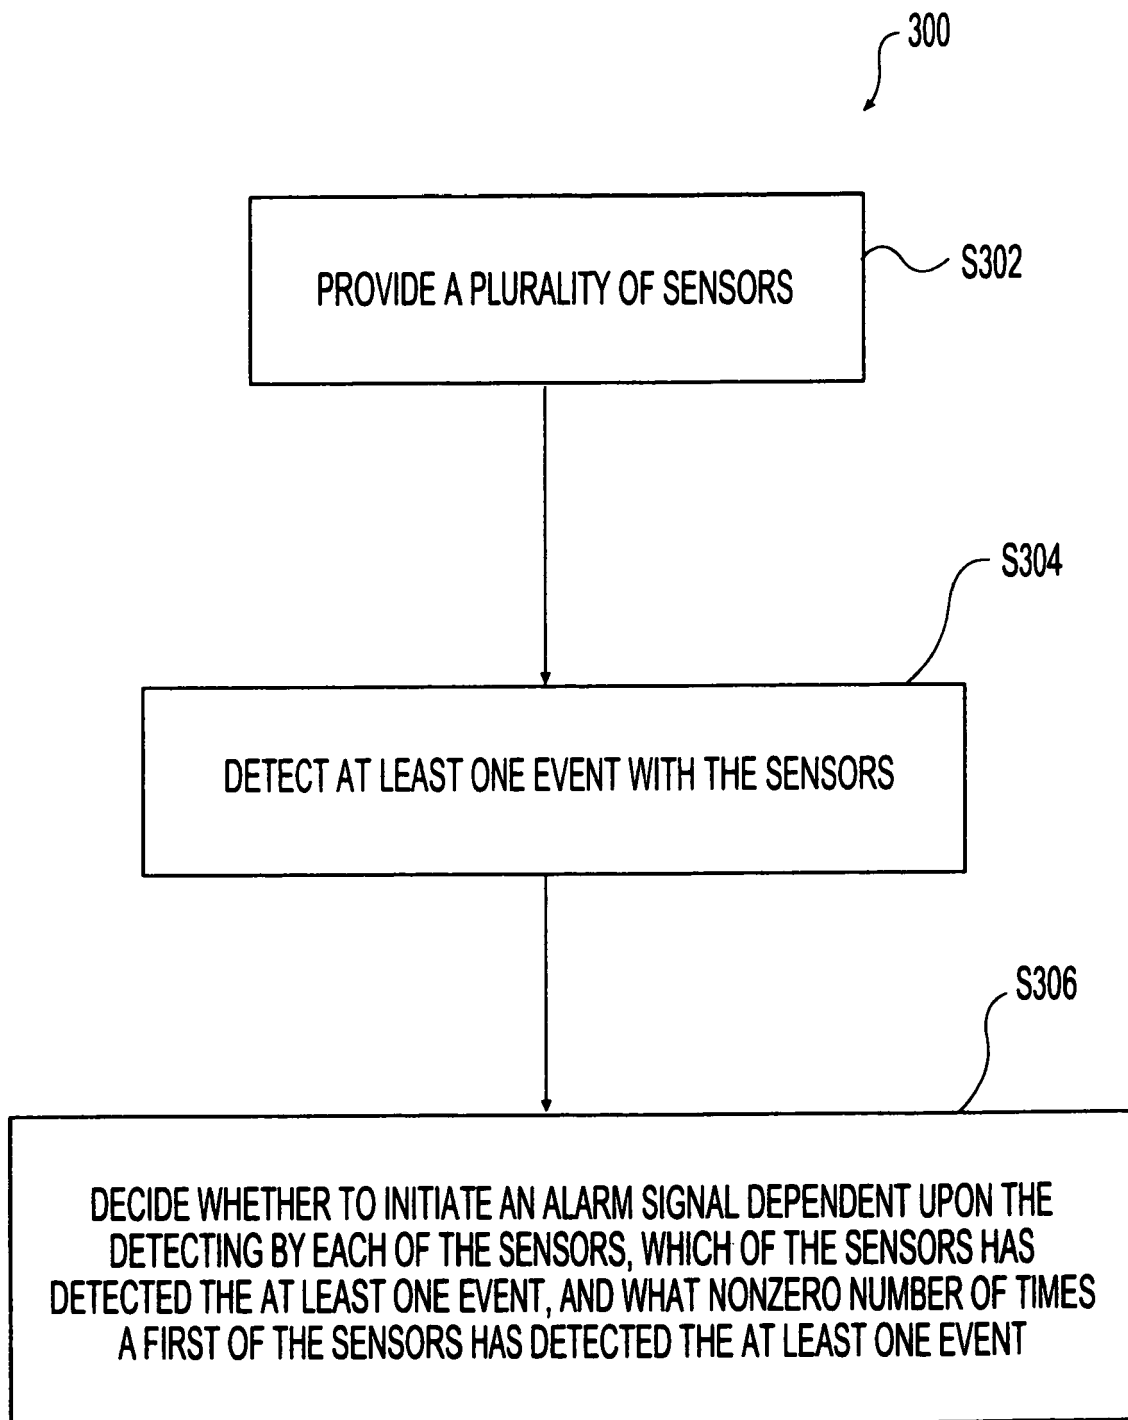 300
PROVIDE A PLURALITY OF SENSORS
S302
S304
DETECT AT LEAST ONE EVENT WITH THE SENSORS
S306
DECIDE WHETHER TO INITIATE AN ALARM SIGNAL DEPENDENT UPON THE
DETECTING BY EACH OF THE SENSORS, WHICH OF THE SENSORS HAS
DETECTED THE AT LEAST ONE EVENT, AND WHAT NONZERO NUMBER OF TIMES
A FIRST OF THE SENSORS HAS DETECTED THE AT LEAST ONE EVENT